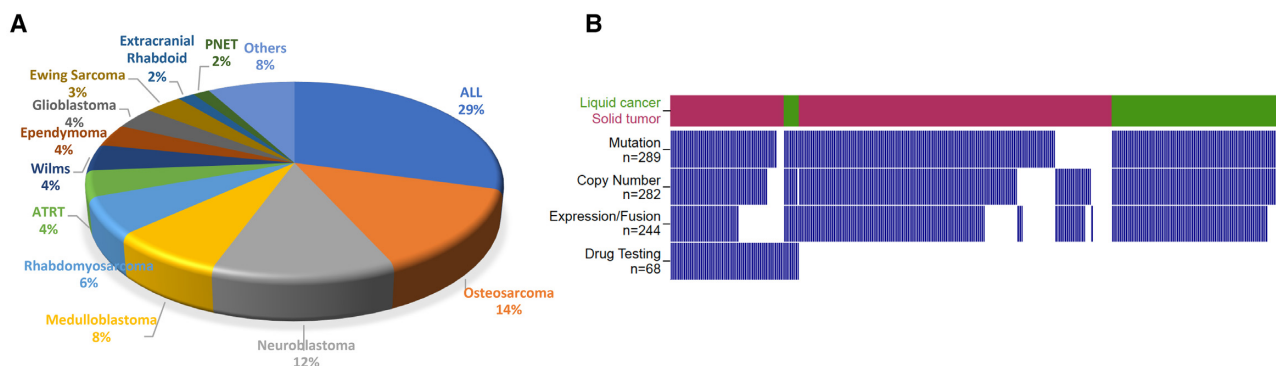 A
ALL
29%
Osteosarcoma
14%
Neuroblastoma
12%
Medulloblastoma
8%
Rhabdomyosarcoma
6%
ATRT
4%
Wilms
4%
Ependymoma
4%
Glioblastoma
4%
Ewing Sarcoma
3%
Extracranial
Rhabdoid
2%
PNET
2%
Others
8%
B
Liquid cancer
Solid tumor
Mutation
n=289
Copy Number
n=282
Expression/Fusion
n=244
Drug Testing
n=68